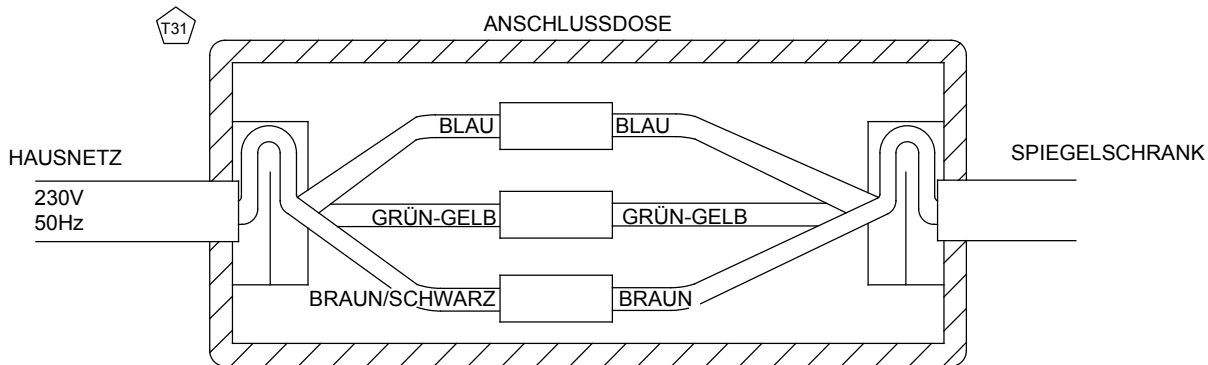 T31
ANSCHLUSSDOSE
BLAU
BLAU
HAUSNETZ
SPIEGELSCHRANK
230V
50Hz
GRÜN-GELB
GRÜN-GELB
BRAUN/SCHWARZ
BRAUN